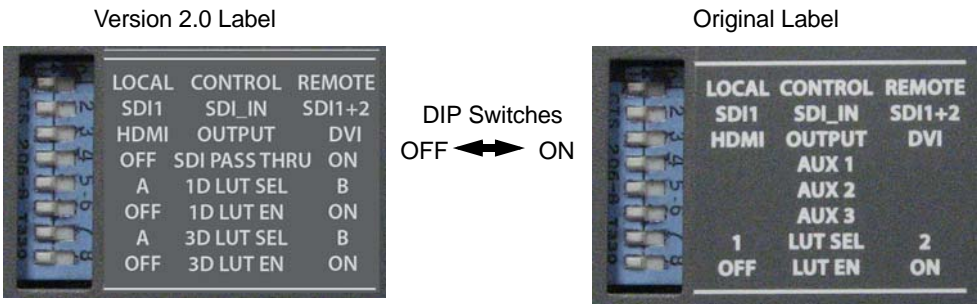 Version 2.0 Label
LOCAL CONTROL REMOTE
SDI1 SDI_IN SDI1+2
HDMI OUTPUT DVI
OFF SDI PASS THRU ON
A 1D LUT SEL B
OFF 1D LUT EN ON
A 3D LUT SEL B
OFF 3D LUT EN ON
DIP Switches
OFF ON
Original Label
LOCAL CONTROL REMOTE
SDI1 SDI_IN SDI1+2
HDMI OUTPUT DVI
AUX 1
AUX 2
AUX 3
1 LUT SEL 2
OFF LUT EN ON